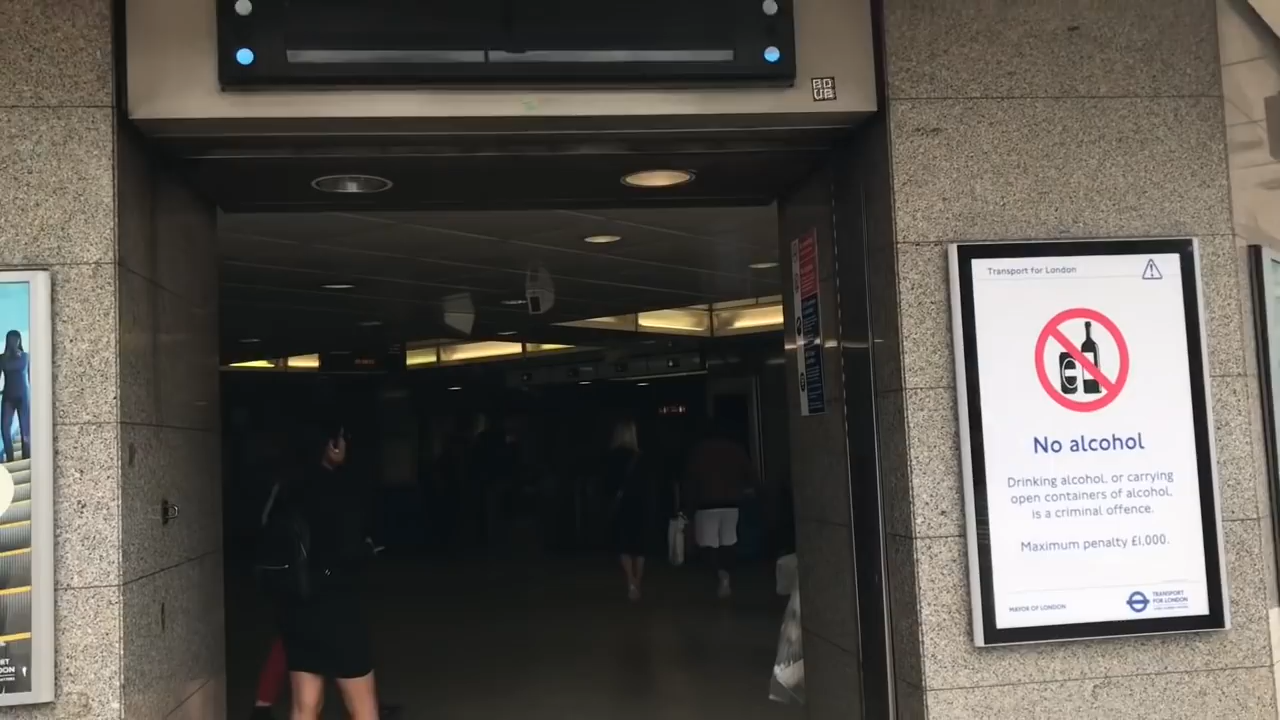 Transport for London
No alcohol
Drinking alcohol, or carrying
open containers of alcohol,
is a criminal offence.
Maximum penalty £1,000.
MAYOR OF LONDON
TRANSPORT
FOR LONDON